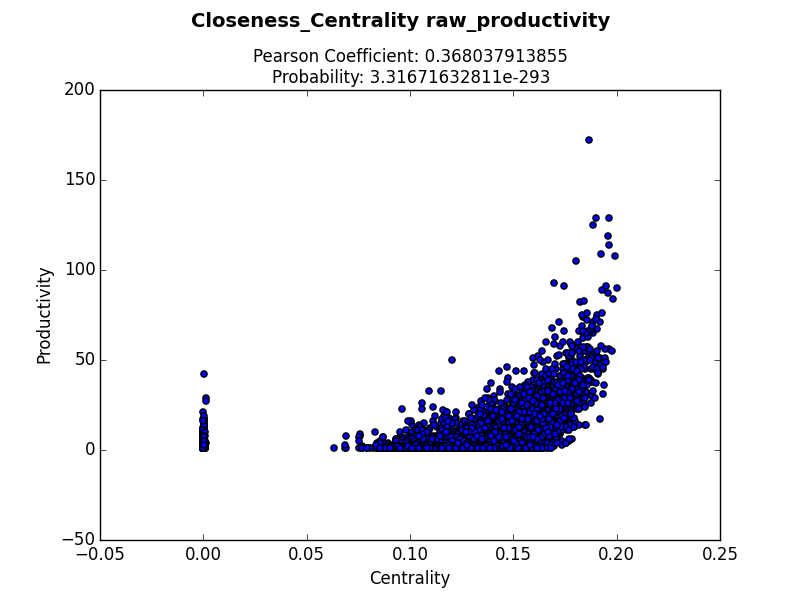 Closeness_Centrality raw_productivity
Pearson Coefficient: 0.368037913855
Probability: 3.31671632811e-293
200
150
100
50
0
−50
Productivity
−0.05 0.00 0.05 0.10 0.15 0.20 0.25
Centrality